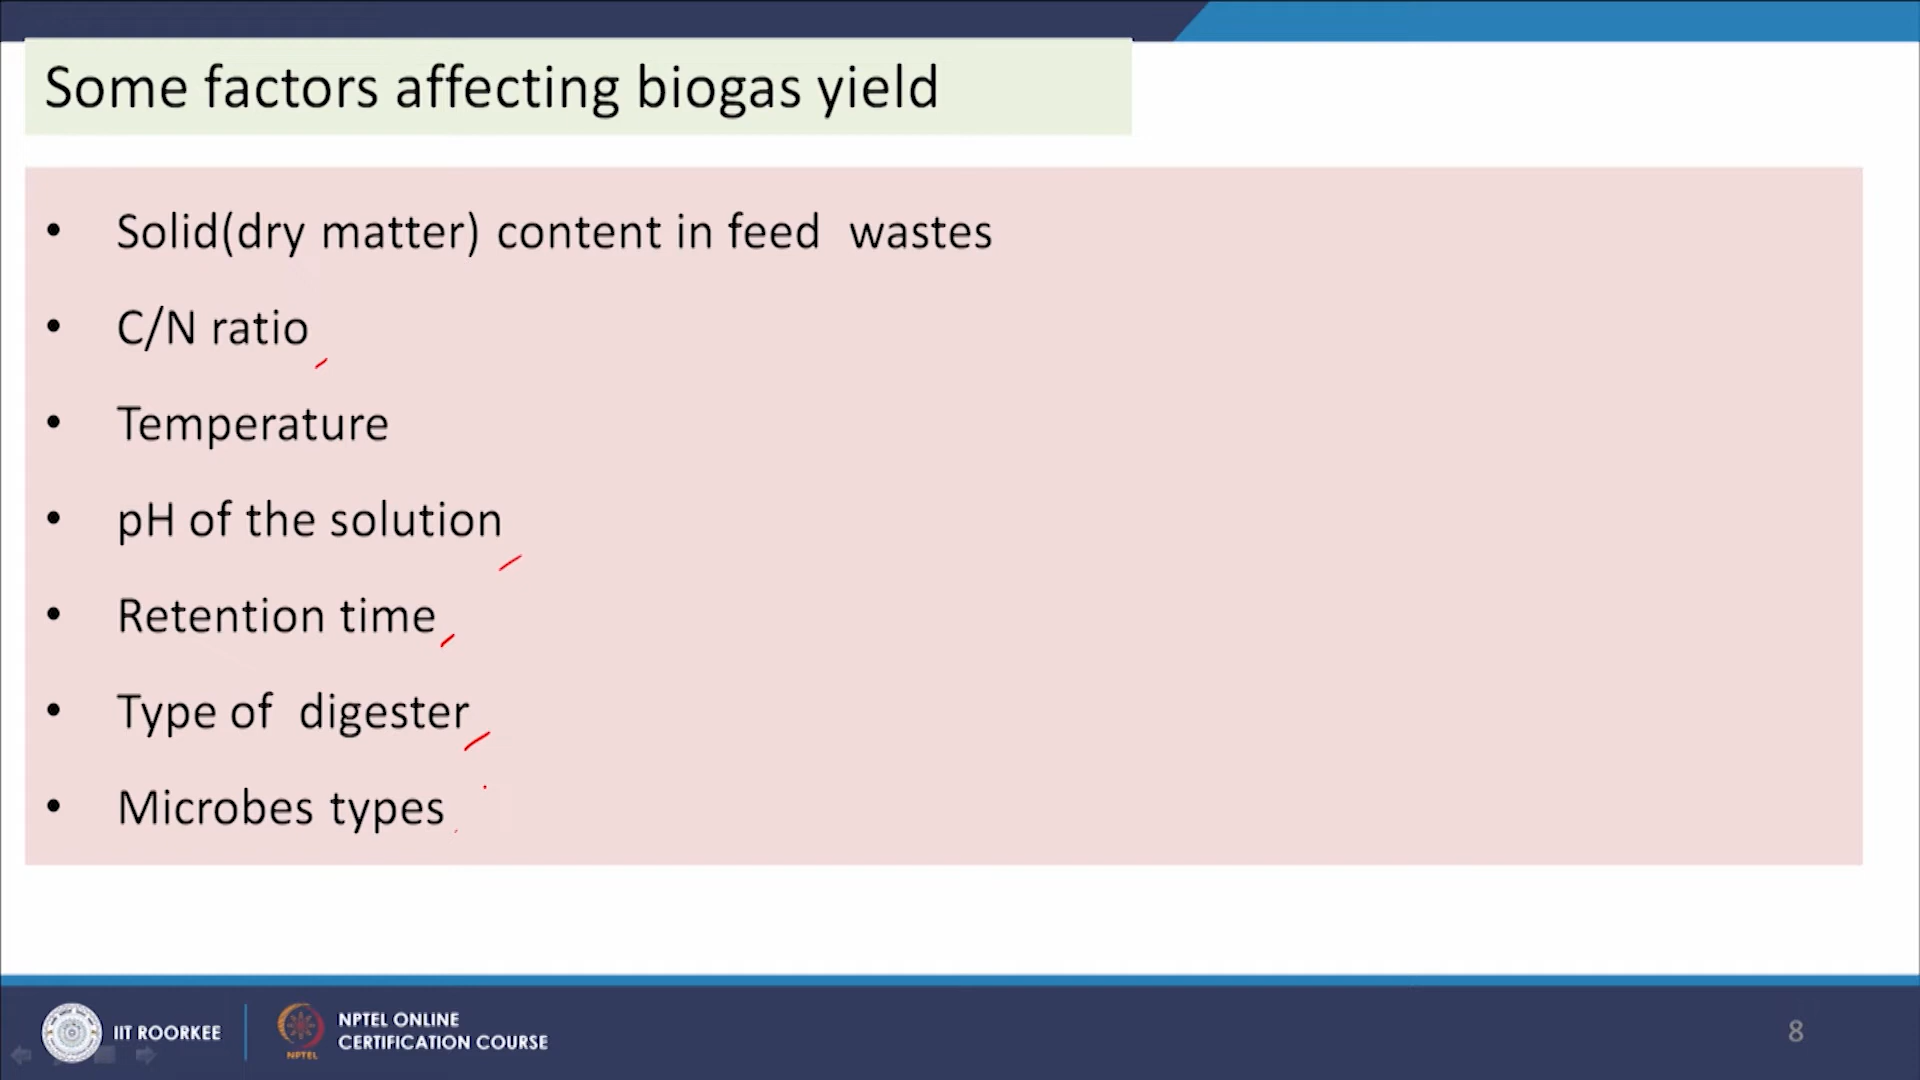 Some factors affecting biogas yield
• Solid(dry matter) content in feed wastes
• C/N ratio
• Temperature
• pH of the solution
• Retention time
• Type of digester
• Microbes types
IIT ROORKEE
NPTEL
NPTEL ONLINE
CERTIFICATION COURSE
8